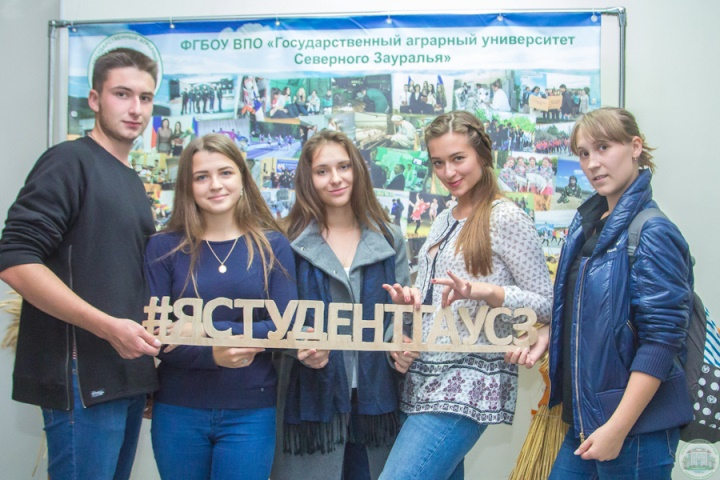 ФГБОУ ВПО «Государственный аграрный университет
Северного Зауралья»
#ЯСТУДЕНТГАУСЗ